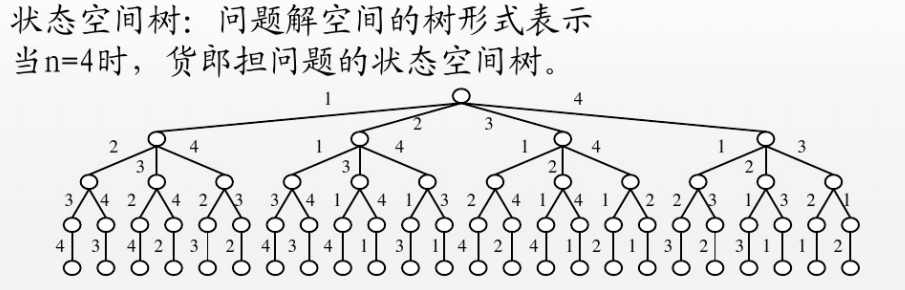 状态空间树：问题解空间的树形式表示
当n=4时，货郎担问题的状态空间树。
1 2 3 4
2 3 4 1 3 4 1 2 4 1 2 3
3 4 2 4 2 3 3 4 1 4 1 3 2 4 1 4 1 2 2 3 1 3 2 1
4 3 4 2 3 2 4 3 4 1 3 1 4 2 4 1 2 1 3 2 3 1 1 2